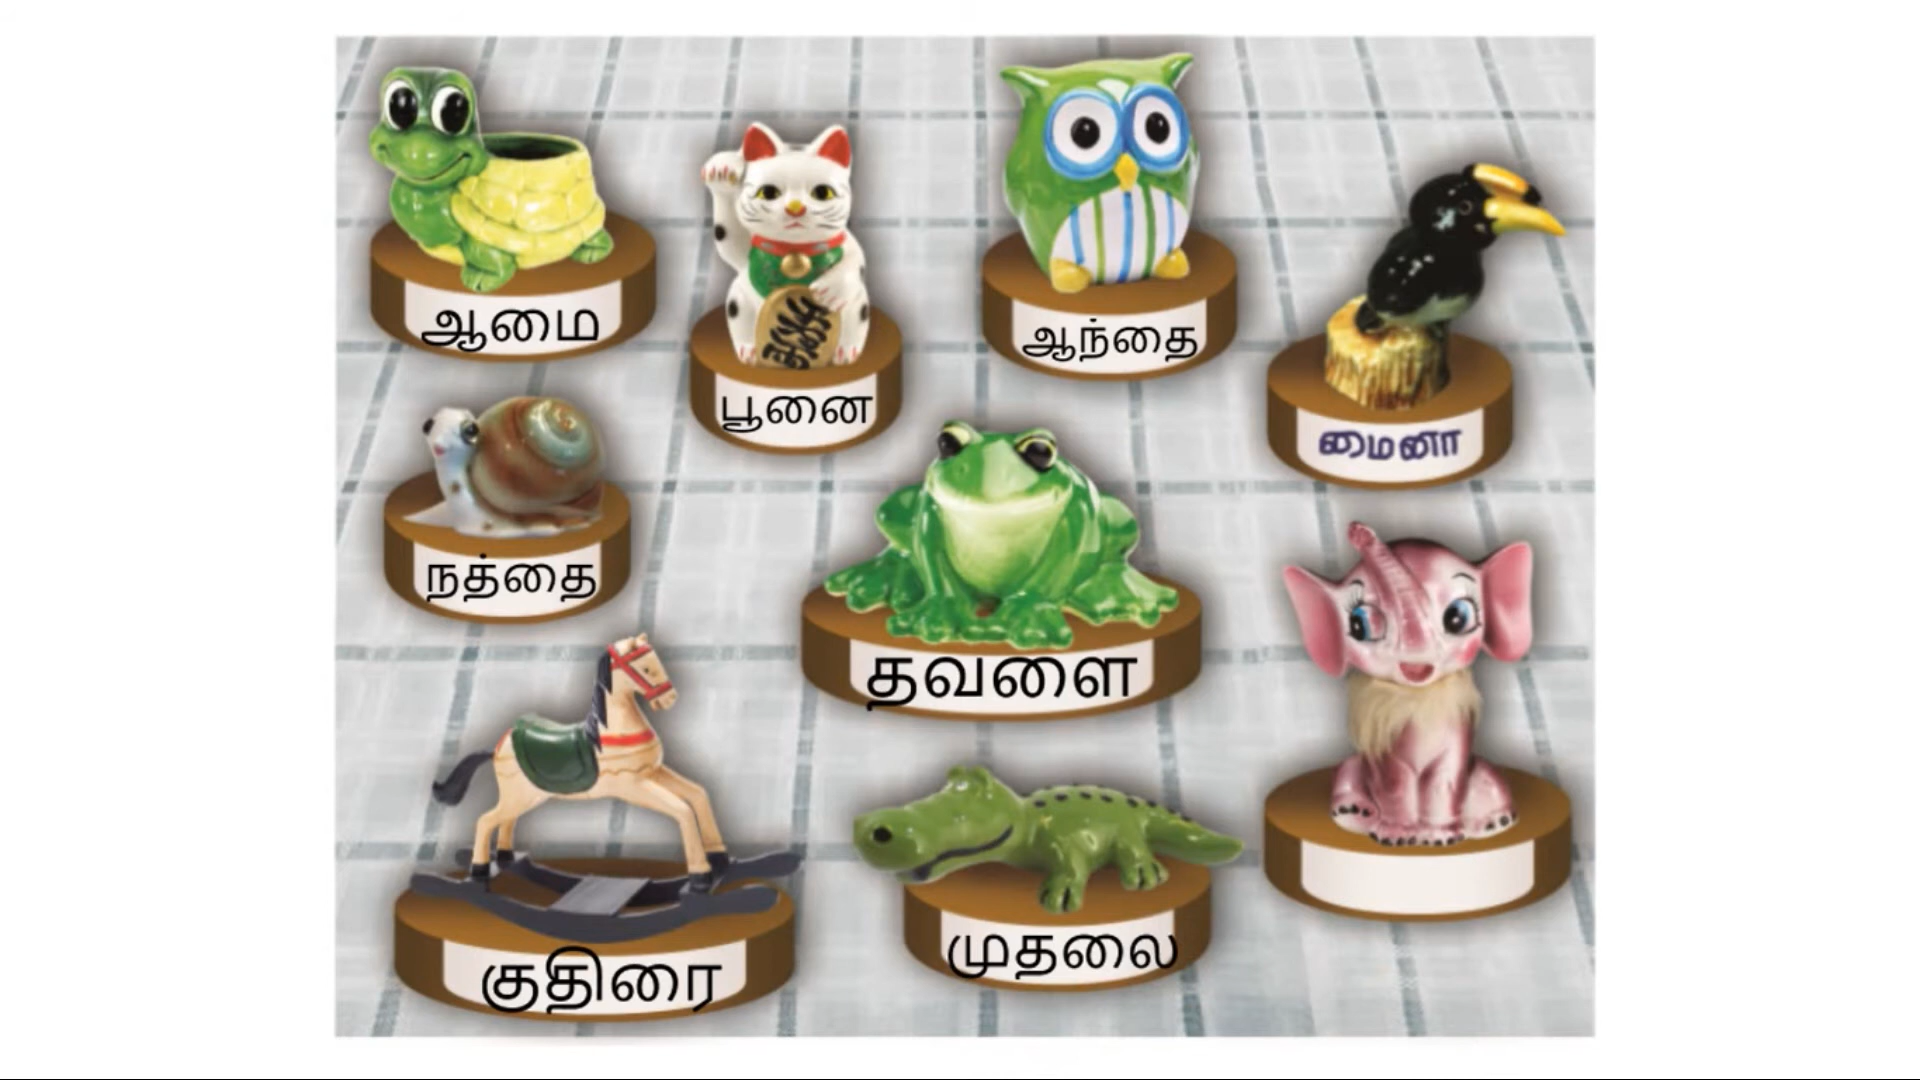 ஆமை
பூனை
ஆந்தை
மைனா
நத்தை
தவளை
குதிரை
முதலை